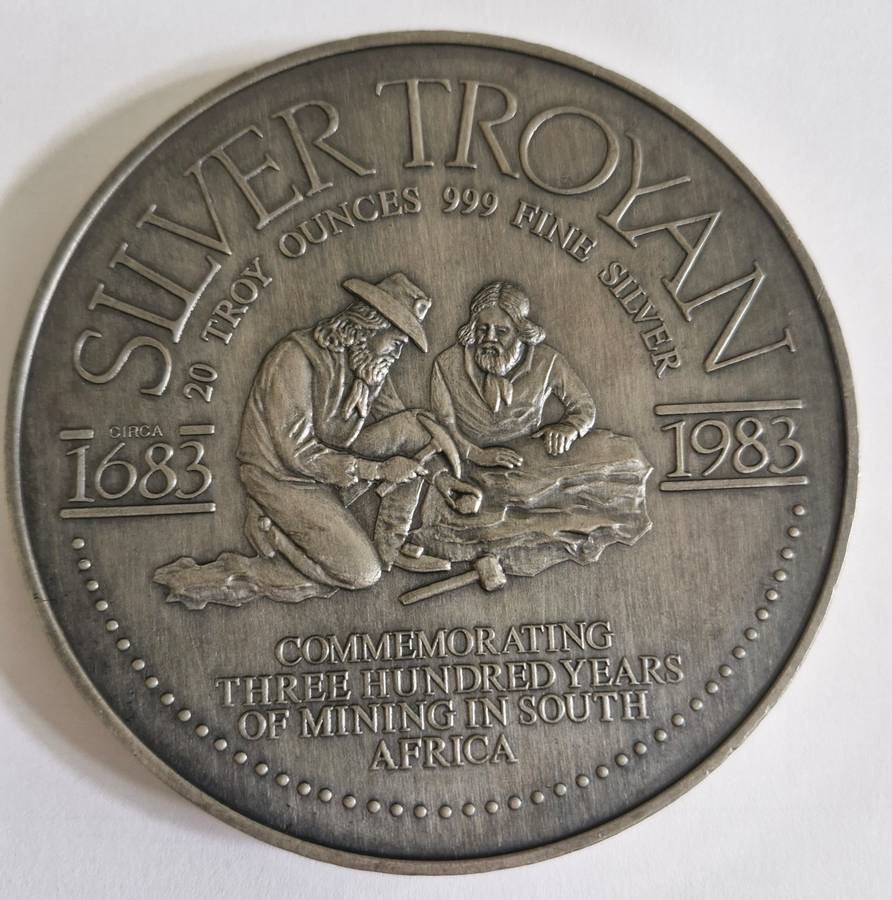 SILVER TROYAN
20 TROY OUNCES 999 FINE SILVER
CIRCA
1683
1983
COMMEMORATING
THREE HUNDRED YEARS
OF MINING IN SOUTH
AFRICA